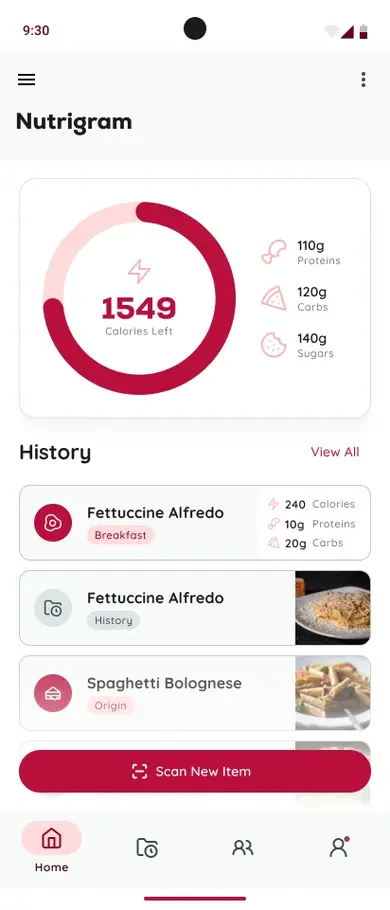 9:30
Nutrigram
1549
Calories Left
110g
Proteins
120g
Carbs
140g
Sugars
History
View All
Fettuccine Alfredo
Breakfast
240 Calories
10g Proteins
20g Carbs
Fettuccine Alfredo
History
Spaghetti Bolognese
Origin
Scan New Item
Home